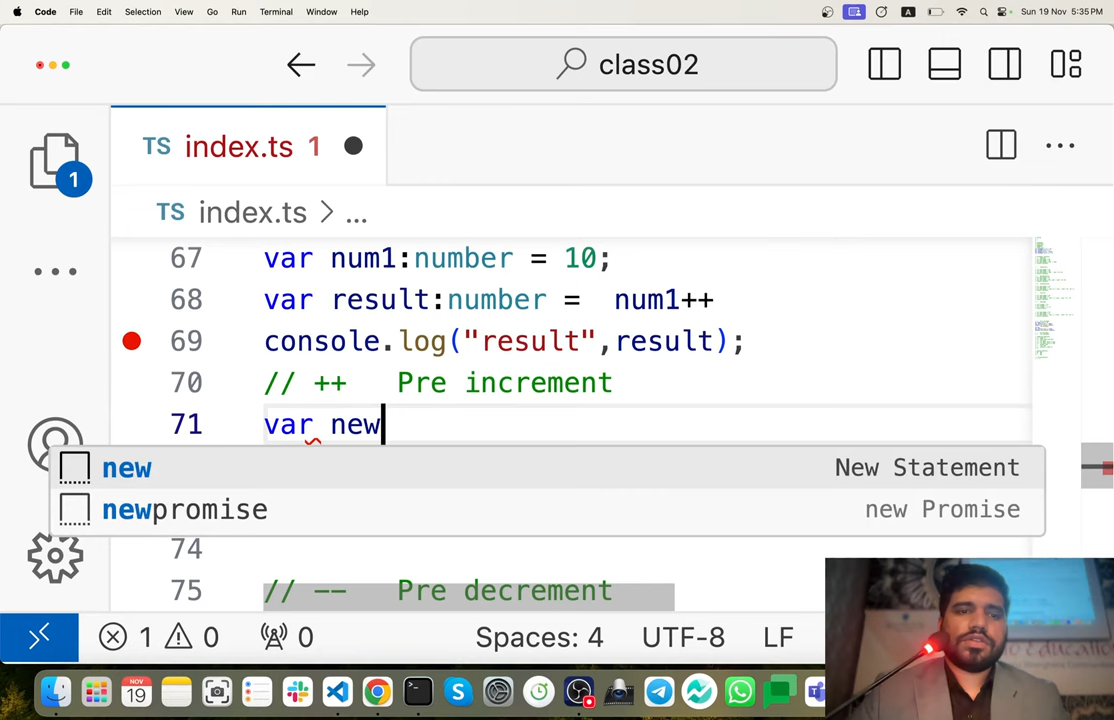 Code File Edit Selection View Go Run Terminal Window Help A Sun 19 Nov 5:35 PM
class02
TS index.ts 1
1
TS index.ts > ...
67 var num1:number = 10;
68 var result:number =  num1++
69 console.log("result",result);
70 // ++   Pre increment
71 var new
new New Statement
newpromise new Promise
74
75 // --   Pre decrement
1 0 0 Spaces: 4 UTF-8 LF
NOV 19